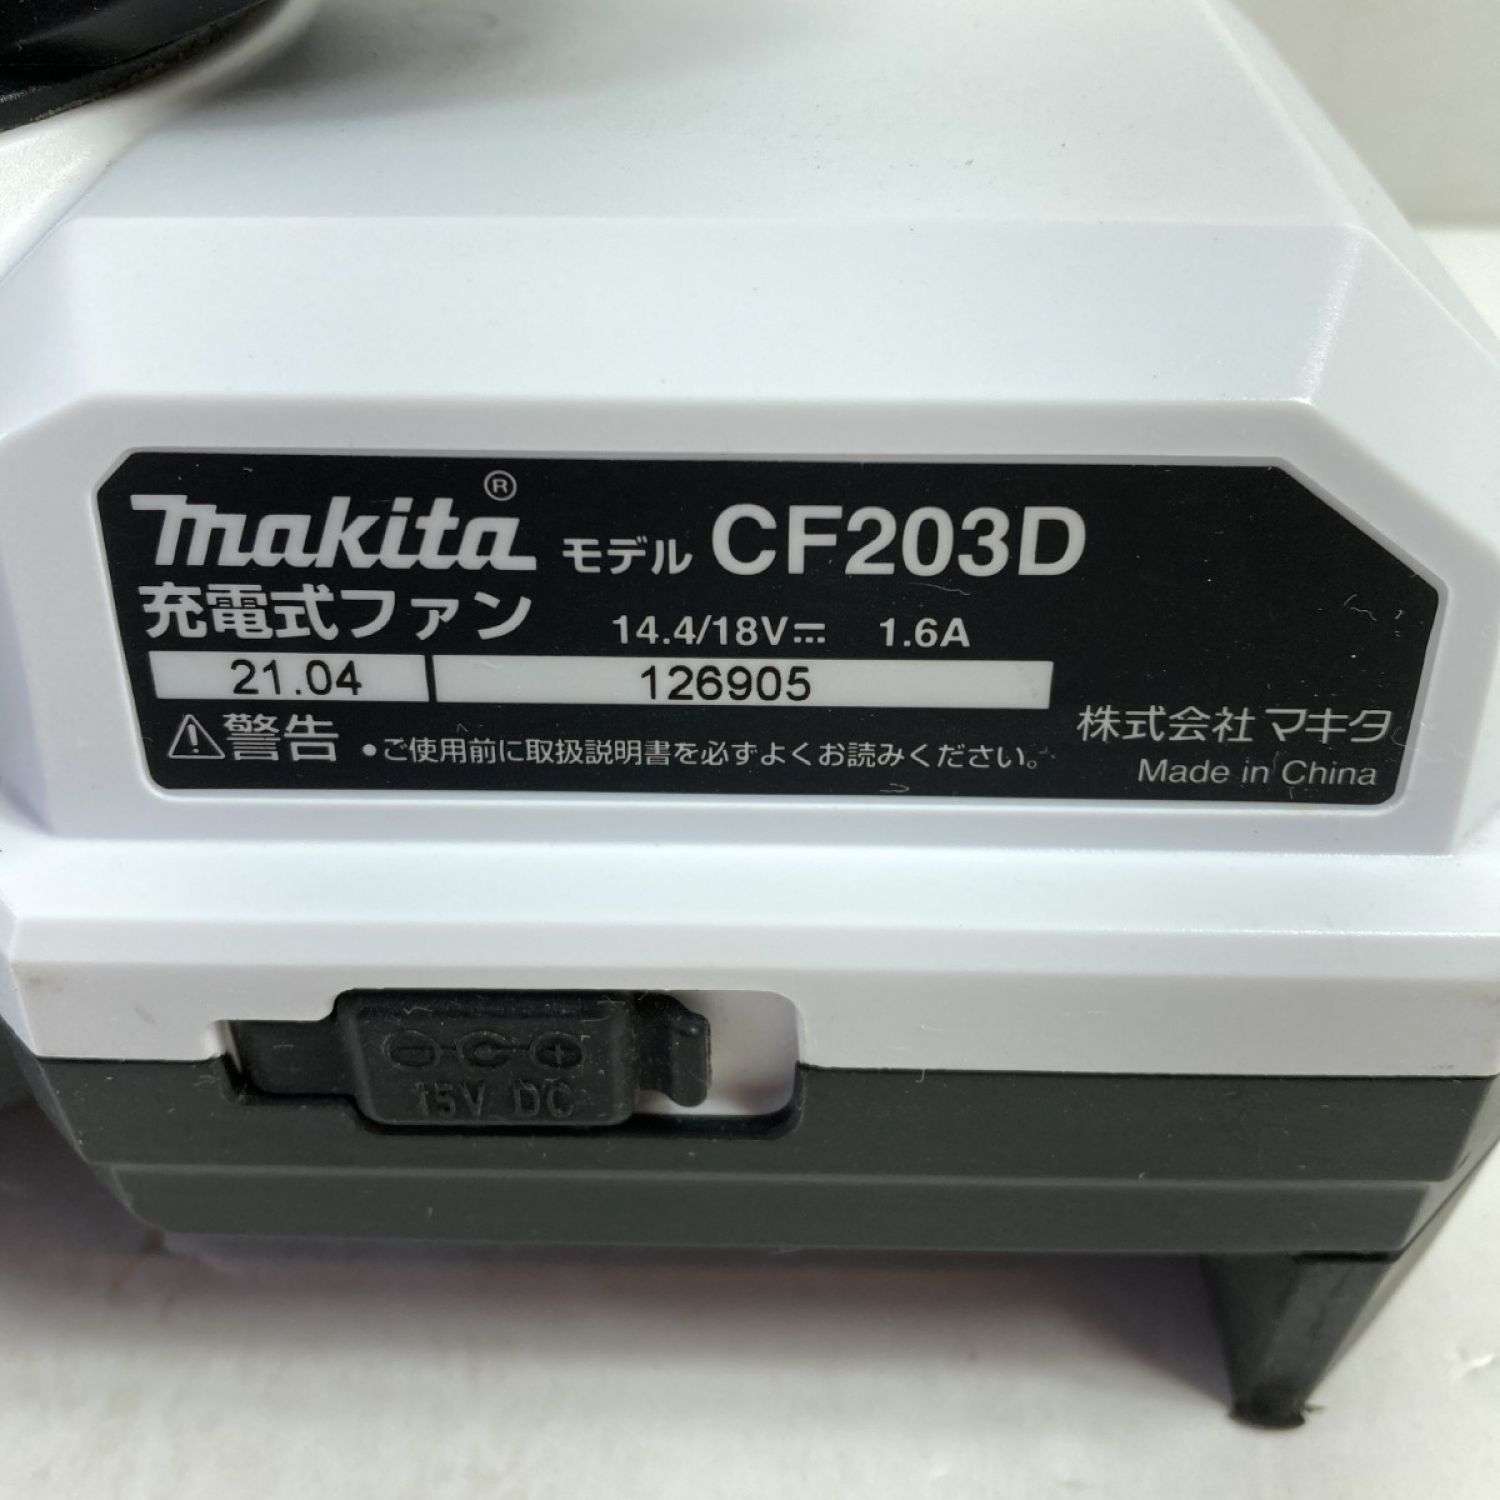 makita® モデル CF203D
充電式ファン 14.4/18V⎓ 1.6A
21.04 126905
⚠警告 •ご使用前に取扱説明書を必ずよくお読みください。
株式会社マキタ
Made in China
15V DC